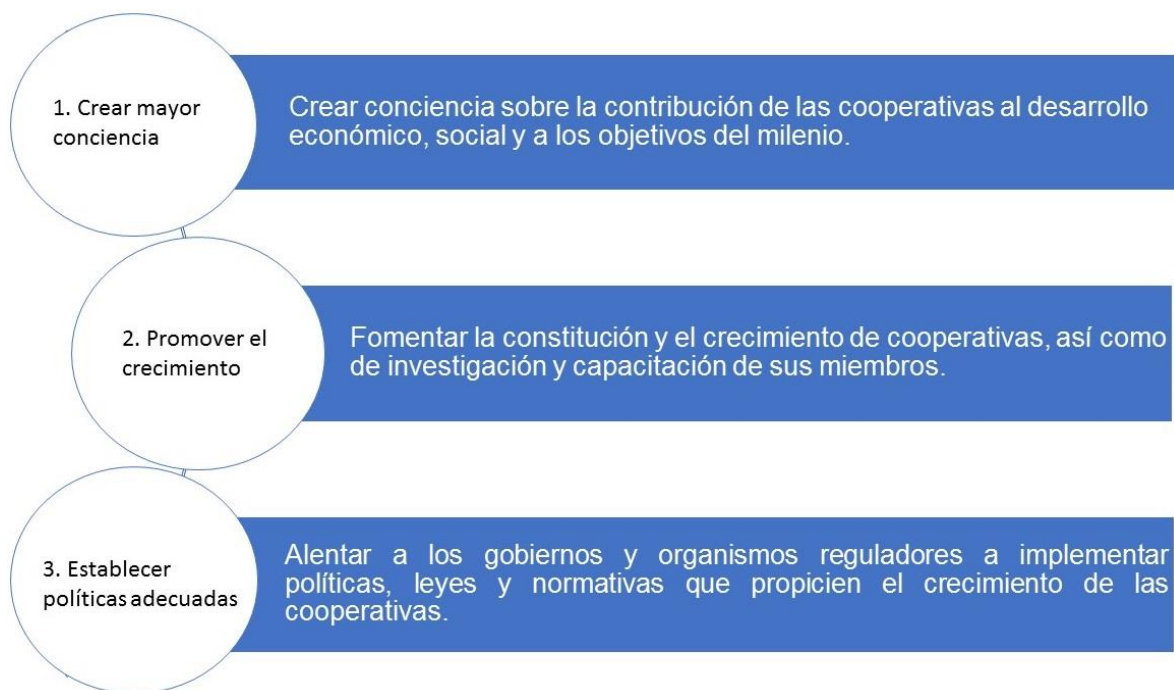 1. Crear mayor
conciencia
Crear conciencia sobre la contribución de las cooperativas al desarrollo
económico, social y a los objetivos del milenio.
2. Promover el
crecimiento
Fomentar la constitución y el crecimiento de cooperativas, así como
de investigación y capacitación de sus miembros.
3. Establecer
políticas adecuadas
Alentar a los gobiernos y organismos reguladores a implementar
políticas, leyes y normativas que propicien el crecimiento de las
cooperativas.